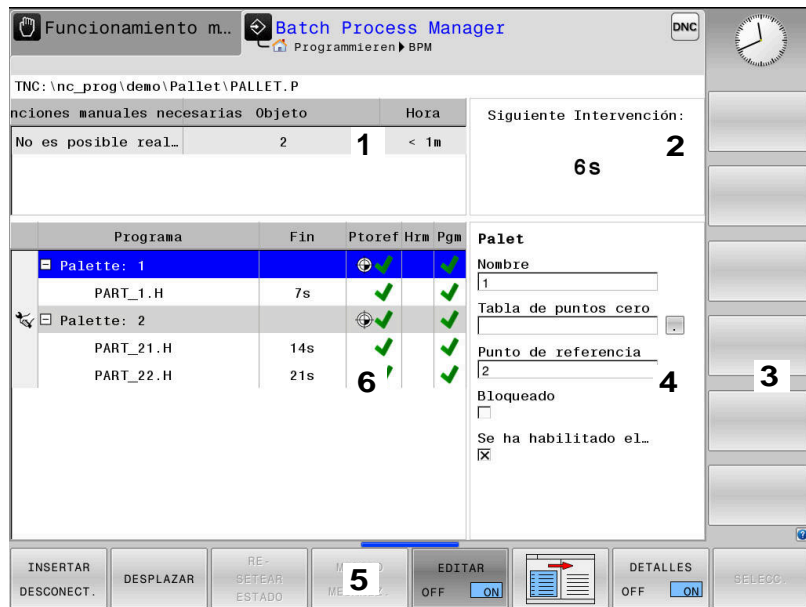 Funcionamiento m…
Batch Process Manager
DNC
Programmieren BPM
TNC:\nc_prog\demo\Pallet\PALLET.P
nciones manuales necesarias Objeto Hora
No es posible real… 2 1 < 1m
Siguiente Intervención:
2
6s
Programa Fin Ptoref Hrm Pgm
Palette: 1
PART_1.H 7s
Palette: 2
PART_21.H 14s
PART_22.H 21s
6
Palet
Nombre
1
Tabla de puntos cero
.
Punto de referencia
2
4
Bloqueado
Se ha habilitado el…
3
INSERTAR
DESCONECT.
DESPLAZAR
RE-
SETEAR
ESTADO
5
EDITAR
OFF ON
DETALLES
OFF ON
SELECC.